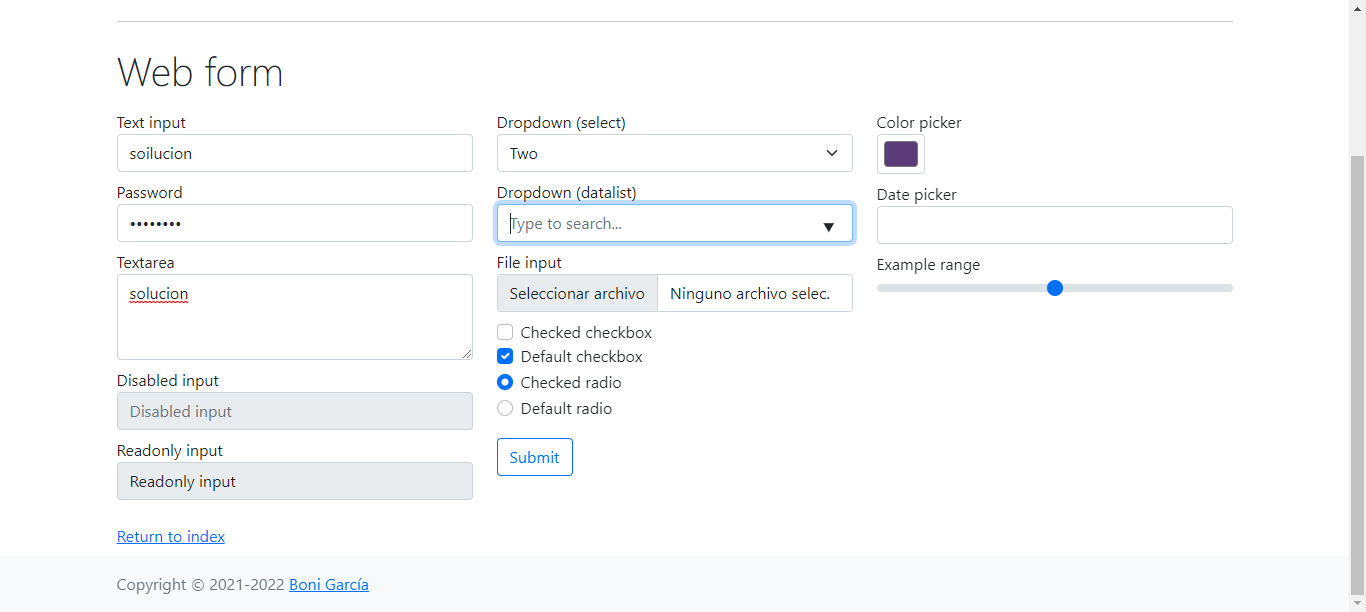 Web form
Text input
soilucion
Password
••••••••
Textarea
solucion
Disabled input
Disabled input
Readonly input
Readonly input
Dropdown (select)
Two
Dropdown (datalist)
Type to search...
File input
Seleccionar archivo Ninguno archivo selec.
Checked checkbox
Default checkbox
Checked radio
Default radio
Submit
Color picker
Date picker
Example range
Return to index
Copyright © 2021-2022 Boni García